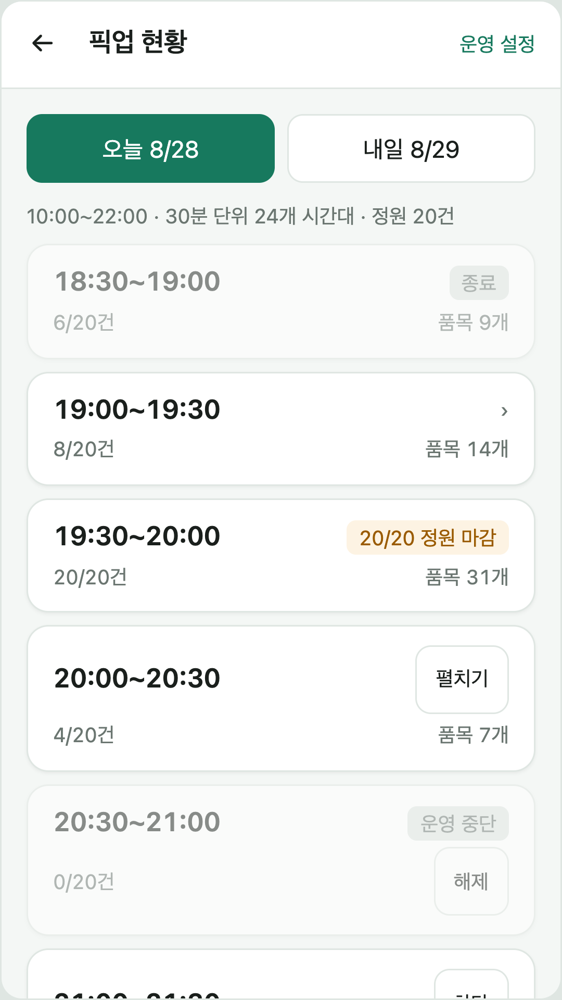 픽업 현황
운영 설정
오늘 8/28
내일 8/29
10:00~22:00 · 30분 단위 24개 시간대 · 정원 20건
18:30~19:00
종료
6/20건
품목 9개
19:00~19:30
›
8/20건
품목 14개
19:30~20:00
20/20 정원 마감
20/20건
품목 31개
20:00~20:30
펼치기
4/20건
품목 7개
20:30~21:00
운영 중단
0/20건
해제